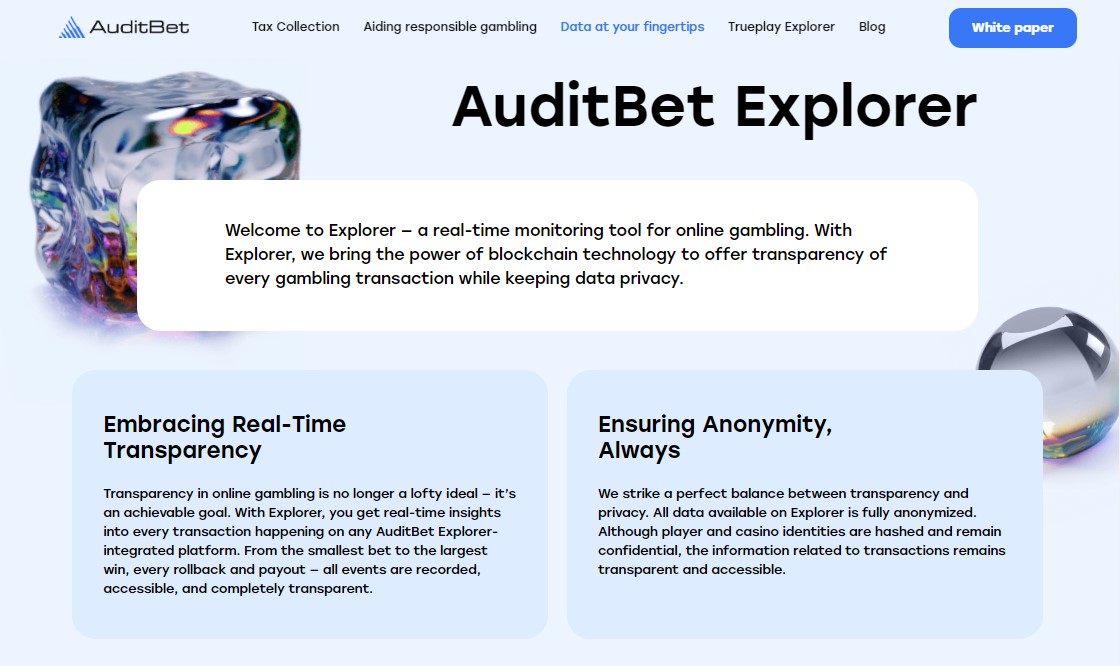 AuditBet
Tax Collection
Aiding responsible gambling
Data at your fingertips
Trueplay Explorer
Blog
White paper
AuditBet Explorer
Welcome to Explorer – a real-time monitoring tool for online gambling. With
Explorer, we bring the power of blockchain technology to offer transparency of
every gambling transaction while keeping data privacy.
Embracing Real-Time
Transparency
Transparency in online gambling is no longer a lofty ideal – it's
an achievable goal. With Explorer, you get real-time insights
into every transaction happening on any AuditBet Explorer-
integrated platform. From the smallest bet to the largest
win, every rollback and payout – all events are recorded,
accessible, and completely transparent.
Ensuring Anonymity,
Always
We strike a perfect balance between transparency and
privacy. All data available on Explorer is fully anonymized.
Although player and casino identities are hashed and remain
confidential, the information related to transactions remains
transparent and accessible.